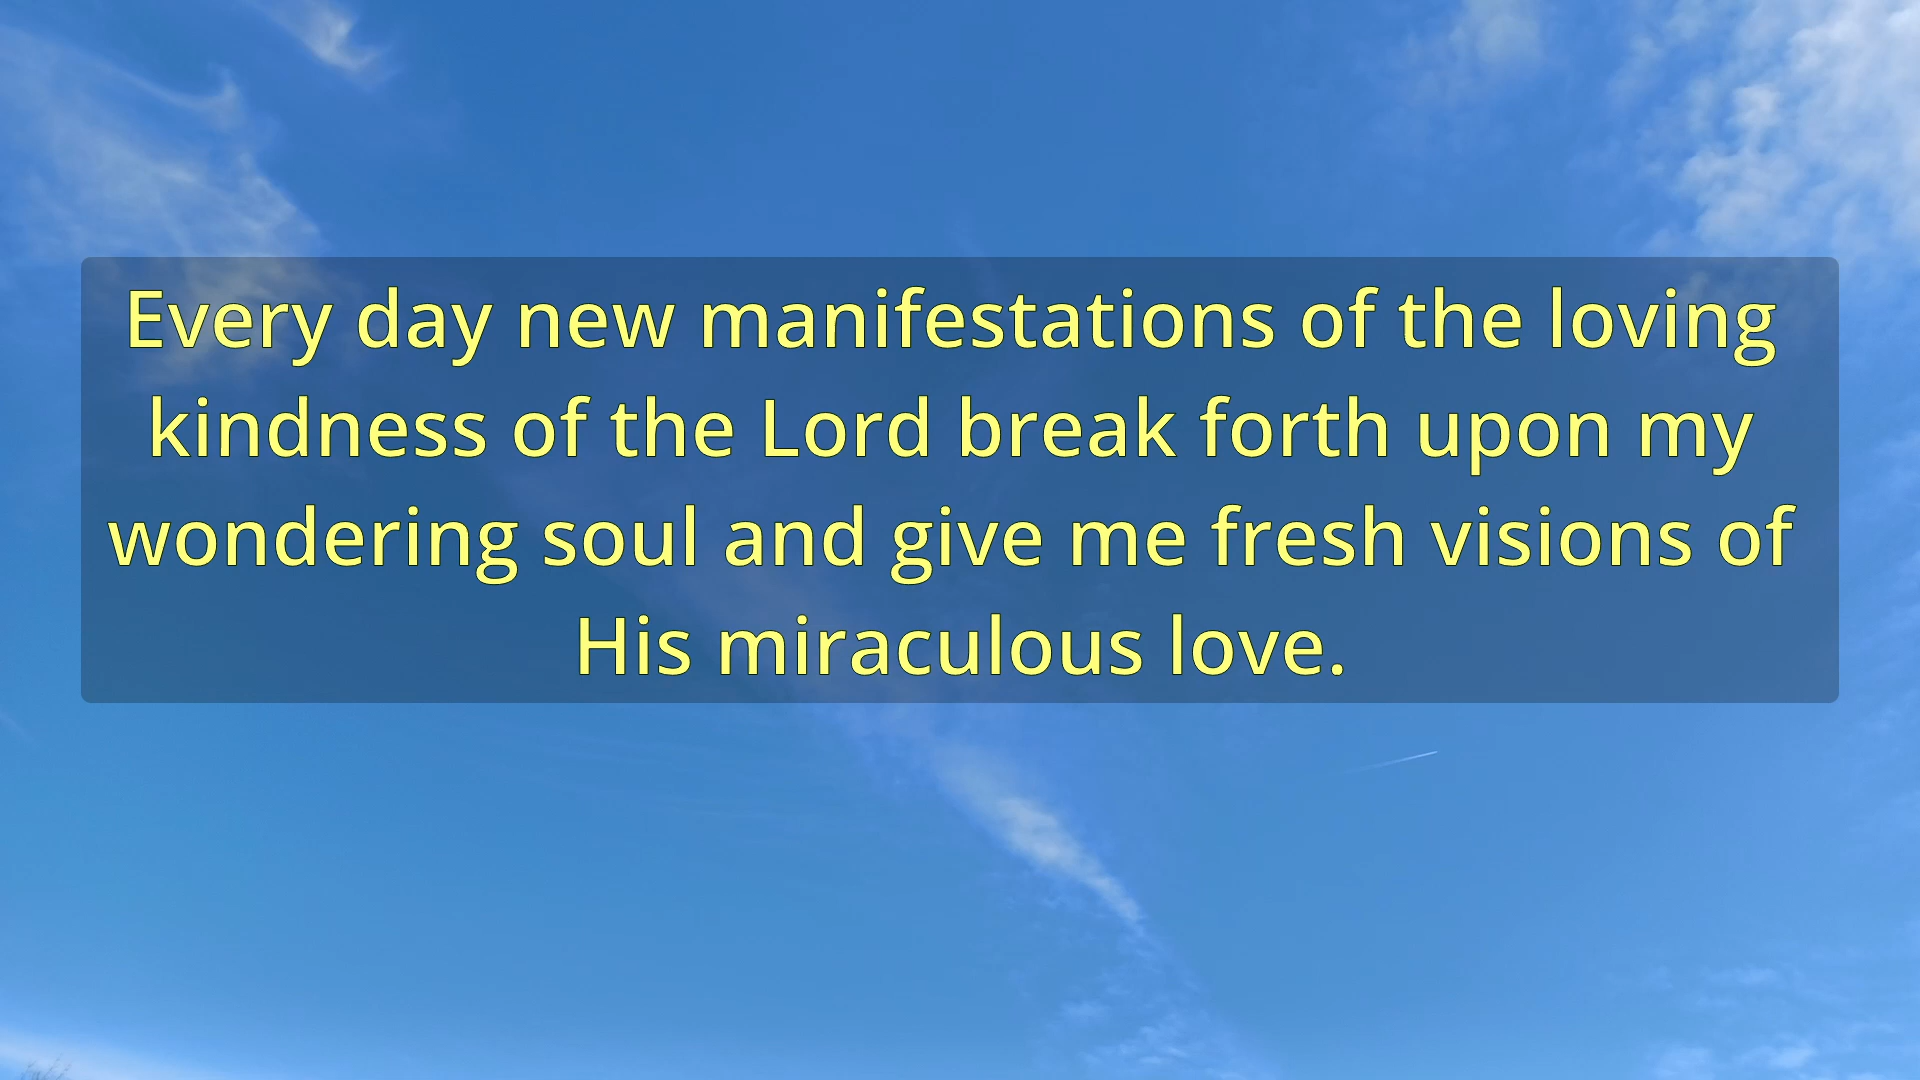 Every day new manifestations of the loving
kindness of the Lord break forth upon my
wondering soul and give me fresh visions of
His miraculous love.